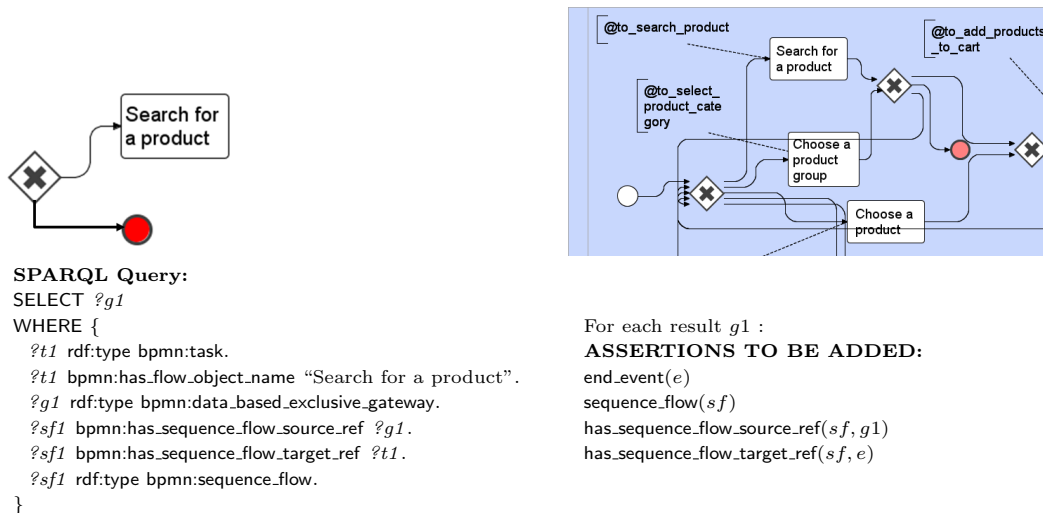 Search for
a product
SPARQL Query:
SELECT ?g1
WHERE {
?t1 rdf:type bpmn:task.
?t1 bpmn:has_flow_object_name “Search for a product”.
?g1 rdf:type bpmn:data_based_exclusive_gateway.
?sf1 bpmn:has_sequence_flow_source_ref ?g1.
?sf1 bpmn:has_sequence_flow_target_ref ?t1.
?sf1 rdf:type bpmn:sequence_flow.
}
@to_search_product
Search for
a product
@to_add_products
_to_cart
@to_select_
product_cate
gory
Choose a
product
group
Choose a
product
For each result g1 :
ASSERTIONS TO BE ADDED:
end_event(e)
sequence_flow(sf)
has_sequence_flow_source_ref(sf, g1)
has_sequence_flow_target_ref(sf, e)